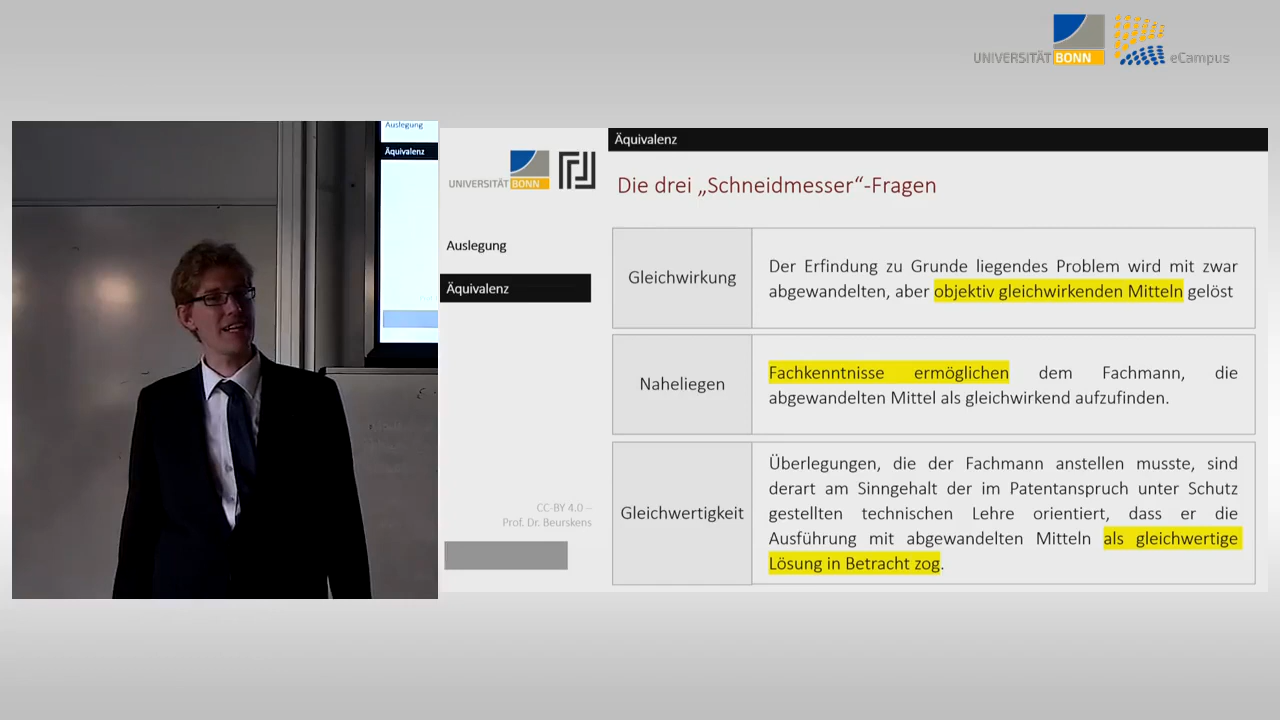 UNIVERSITÄT BONN eCampus
Auslegung
Äquivalenz
UNIVERSITÄT BONN
Auslegung
Äquivalenz
CC-BY 4.0 –
Prof. Dr. Beurskens
Äquivalenz
Die drei „Schneidmesser“-Fragen
Gleichwirkung
Der Erfindung zu Grunde liegendes Problem wird mit zwar
abgewandelten, aber objektiv gleichwirkenden Mitteln gelöst
Naheliegen
Fachkenntnisse ermöglichen dem Fachmann, die
abgewandelten Mittel als gleichwirkend aufzufinden.
Gleichwertigkeit
Überlegungen, die der Fachmann anstellen musste, sind
derart am Sinngehalt der im Patentanspruch unter Schutz
gestellten technischen Lehre orientiert, dass er die
Ausführung mit abgewandelten Mitteln als gleichwertige
Lösung in Betracht zog.